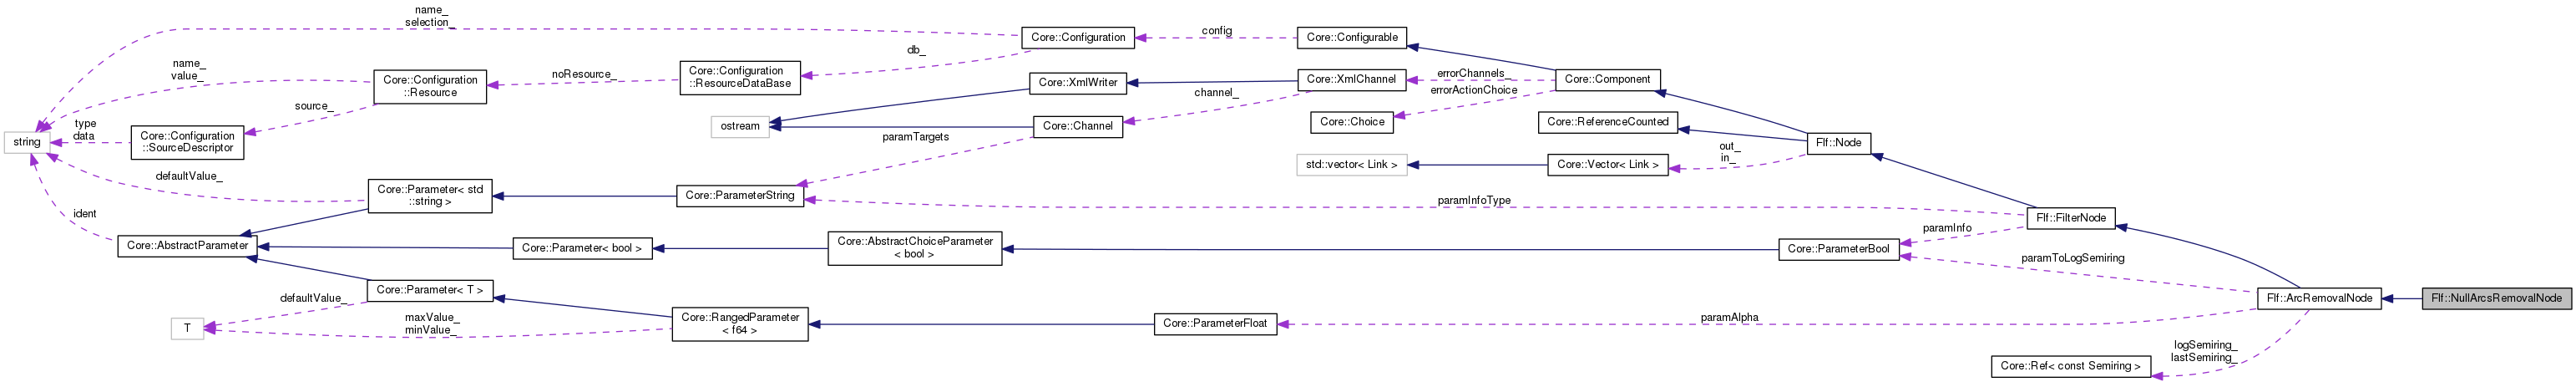 name_
selection_
Core::Configuration
config
Core::Configurable
db_
name_
value_
Core::Configuration
::Resource
noResource_
Core::Configuration
::ResourceDataBase
Core::XmlWriter
Core::XmlChannel
errorChannels_
errorActionChoice
Core::Component
source_
channel_
type
data
string
Core::Configuration
::SourceDescriptor
ostream
Core::Channel
Core::Choice
Core::ReferenceCounted
paramTargets
Flf::Node
out_
in_
std::vector< Link >
Core::Vector< Link >
defaultValue_
Core::Parameter< std
::string >
Core::ParameterString
paramInfoType
ident
Flf::FilterNode
paramInfo
Core::AbstractParameter
Core::Parameter< bool >
Core::AbstractChoiceParameter
< bool >
Core::ParameterBool
paramToLogSemiring
Core::Parameter< T >
defaultValue_
T
maxValue_
minValue_
Core::RangedParameter
< f64 >
Core::ParameterFloat
paramAlpha
Flf::ArcRemovalNode
Flf::NullArcsRemovalNode
logSemiring_
lastSemiring_
Core::Ref< const Semiring >